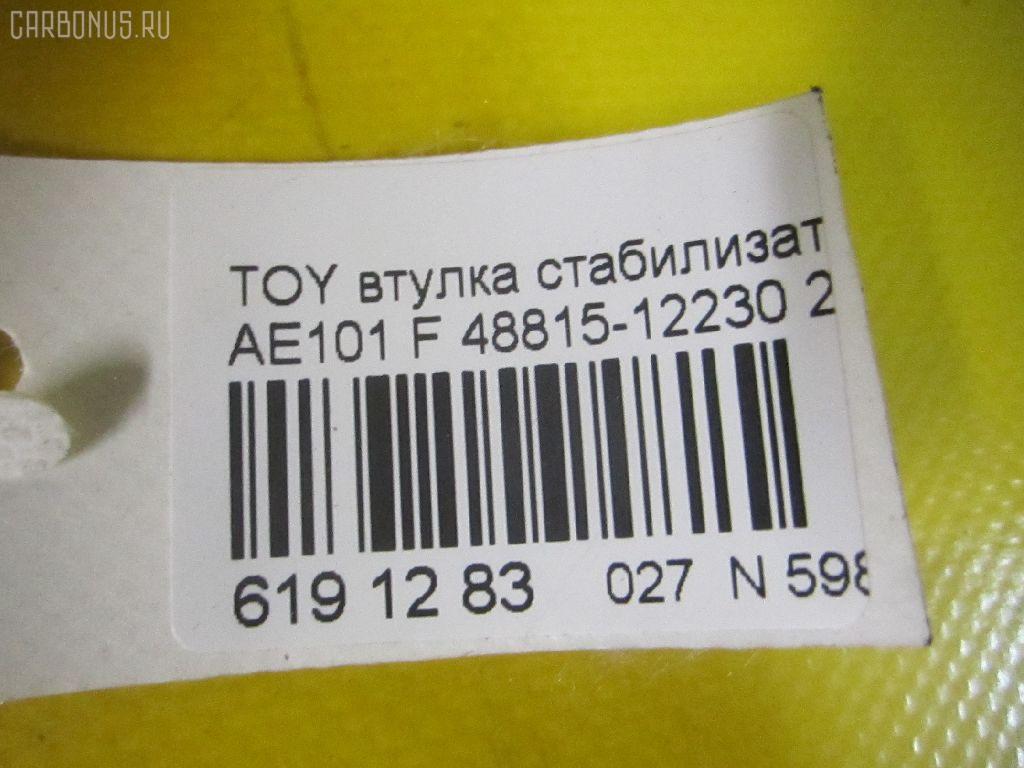 CARBONUS.RU
TOY втулка стабилизат
AE101 F 48815-12230 2
619 12 83 027 N 598